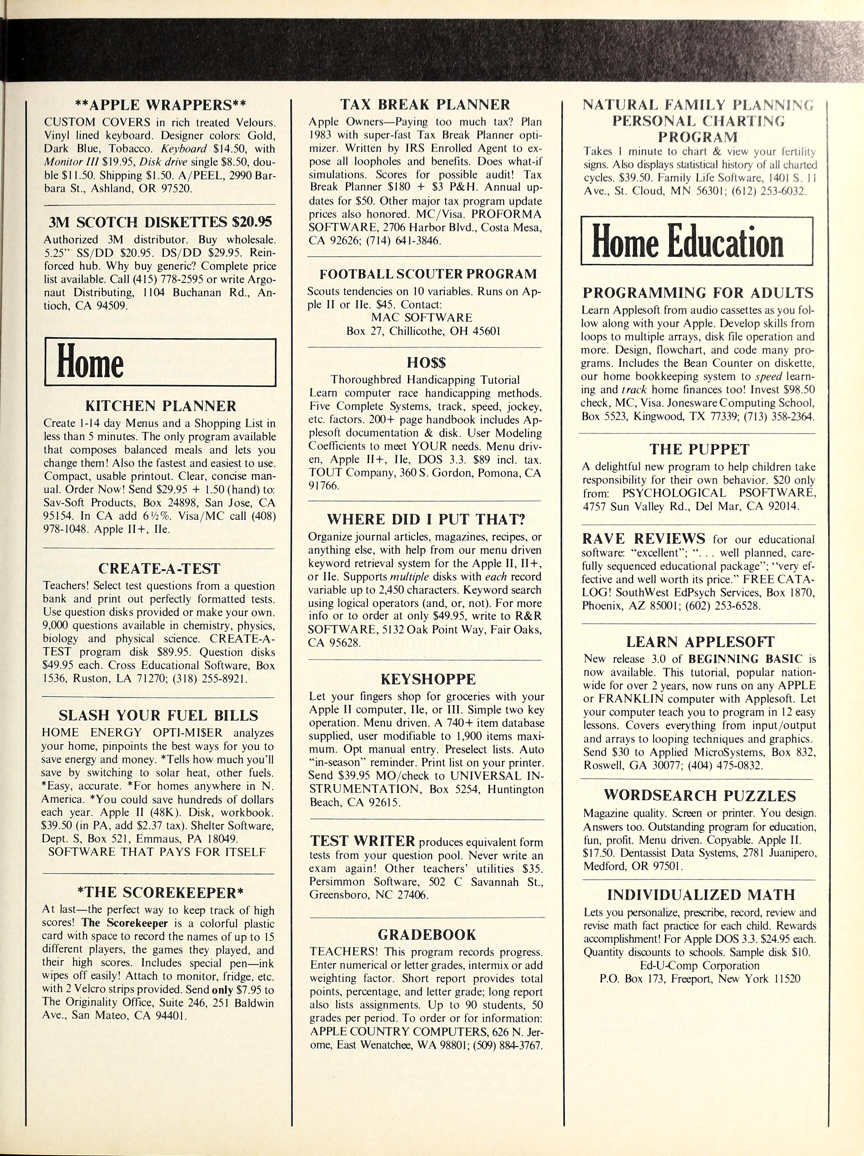 **APPLE WRAPPERS**
CUSTOM COVERS in rich treated Velours.
Vinyl lined keyboard. Designer colors: Gold,
Dark Blue, Tobacco. Keyboard $14.50, with
Monitor III $19.95, Disk drive single $8.50, dou-
ble $11.50. Shipping $1.50. A/PEEL, 2990 Bar-
bara St., Ashland, OR 97520.
3M SCOTCH DISKETTES $20.95
Authorized 3M distributor. Buy wholesale.
5.25” SS/DD $20.95. DS/DD $29.95. Rein-
forced hub. Why buy generic? Complete price
list available. Call (415) 778-2595 or write Argo-
naut Distributing, 1104 Buchanan Rd., An-
tioch, CA 94509.
Home
KITCHEN PLANNER
Create 1-14 day Menus and a Shopping List in
less than 5 minutes. The only program available
that composes balanced meals and lets you
change them! Also the fastest and easiest to use.
Compact, usable printout. Clear, concise man-
ual. Order Now! Send $29.95 + 1.50 (hand) to:
Sav-Soft Products, Box 24898, San Jose, CA
95154. In CA add 6½%. Visa/MC call (408)
978-1048. Apple II+, IIe.
CREATE-A-TEST
Teachers! Select test questions from a question
bank and print out perfectly formatted tests.
Use question disks provided or make your own.
9,000 questions available in chemistry, physics,
biology and physical science. CREATE-A-
TEST program disk $89.95. Question disks
$49.95 each. Cross Educational Software, Box
1536, Ruston, LA 71270; (318) 255-8921.
SLASH YOUR FUEL BILLS
HOME ENERGY OPTI-MI$ER analyzes
your home, pinpoints the best ways for you to
save energy and money. *Tells how much you’ll
save by switching to solar heat, other fuels.
*Easy, accurate. *For homes anywhere in N.
America. *You could save hundreds of dollars
each year. Apple II (48K). Disk, workbook.
$39.50 (in PA, add $2.37 tax). Shelter Software,
Dept. S, Box 521, Emmaus, PA 18049.
SOFTWARE THAT PAYS FOR ITSELF
*THE SCOREKEEPER*
At last—the perfect way to keep track of high
scores! The Scorekeeper is a colorful plastic
card with space to record the names of up to 15
different players, the games they played, and
their high scores. Includes special pen—ink
wipes off easily! Attach to monitor, fridge, etc.
with 2 Velcro strips provided. Send only $7.95 to
The Originality Office, Suite 246, 251 Baldwin
Ave., San Mateo, CA 94401.
TAX BREAK PLANNER
Apple Owners—Paying too much tax? Plan
1983 with super-fast Tax Break Planner opti-
mizer. Written by IRS Enrolled Agent to ex-
pose all loopholes and benefits. Does what-if
simulations. Scores for possible audit! Tax
Break Planner $180 + $3 P&H. Annual up-
dates for $50. Other major tax program update
prices also honored. MC/Visa. PROFORMA
SOFTWARE, 2706 Harbor Blvd., Costa Mesa,
CA 92626; (714) 641-3846.
FOOTBALL SCOUTER PROGRAM
Scouts tendencies on 10 variables. Runs on Ap-
ple II or IIe. $45. Contact:
MAC SOFTWARE
Box 27, Chillicothe, OH 45601
HO$$
Thoroughbred Handicapping Tutorial
Learn computer race handicapping methods.
Five Complete Systems, track, speed, jockey,
etc. factors. 200+ page handbook includes Ap-
plesoft documentation & disk. User Modeling
Coefficients to meet YOUR needs. Menu driv-
en, Apple II+, IIe, DOS 3.3. $89 incl. tax.
TOUT Company, 360 S. Gordon, Pomona, CA
91766.
WHERE DID I PUT THAT?
Organize journal articles, magazines, recipes, or
anything else, with help from our menu driven
keyword retrieval system for the Apple II, II+,
or IIe. Supports multiple disks with each record
variable up to 2,450 characters. Keyword search
using logical operators (and, or, not). For more
info or to order at only $49.95, write to R&R
SOFTWARE, 5132 Oak Point Way, Fair Oaks,
CA 95628.
KEYSHOPPE
Let your fingers shop for groceries with your
Apple II computer, IIe, or III. Simple two key
operation. Menu driven. A 740+ item database
supplied, user modifiable to 1,900 items maxi-
mum. Opt manual entry. Preselect lists. Auto
“in-season” reminder. Print list on your printer.
Send $39.95 MO/check to UNIVERSAL IN-
STRUMENTATION, Box 5254, Huntington
Beach, CA 92615.
TEST WRITER produces equivalent form
tests from your question pool. Never write an
exam again! Other teachers’ utilities $35.
Persimmon Software, 502 C Savannah St.,
Greensboro, NC 27406.
GRADEBOOK
TEACHERS! This program records progress.
Enter numerical or letter grades, intermix or add
weighting factor. Short report provides total
points, percentage, and letter grade; long report
also lists assignments. Up to 90 students, 50
grades per period. To order or for information:
APPLE COUNTRY COMPUTERS, 626 N. Jer-
ome, East Wenatchee, WA 98801; (509) 884-3767.
NATURAL FAMILY PLANNING
PERSONAL CHARTING
PROGRAM
Takes 1 minute to chart & view your fertility
signs. Also displays statistical history of all charted
cycles. $39.50. Family Life Software, 1401 S. 11
Ave., St. Cloud, MN 56301; (612) 253-6032.
Home Education
PROGRAMMING FOR ADULTS
Learn Applesoft from audio cassettes as you fol-
low along with your Apple. Develop skills from
loops to multiple arrays, disk file operation and
more. Design, flowchart, and code many pro-
grams. Includes the Bean Counter on diskette,
our home bookkeeping system to speed learn-
ing and track home finances too! Invest $98.50
check, MC, Visa. Jonesware Computing School,
Box 5523, Kingwood, TX 77339; (713) 358-2364.
THE PUPPET
A delightful new program to help children take
responsibility for their own behavior. $20 only
from: PSYCHOLOGICAL PSOFTWARE,
4757 Sun Valley Rd., Del Mar, CA 92014.
RAVE REVIEWS for our educational
software: “excellent”; “. . . well planned, care-
fully sequenced educational package”; “very ef-
fective and well worth its price.” FREE CATA-
LOG! SouthWest EdPsych Services, Box 1870,
Phoenix, AZ 85001; (602) 253-6528.
LEARN APPLESOFT
New release 3.0 of BEGINNING BASIC is
now available. This tutorial, popular nation-
wide for over 2 years, now runs on any APPLE
or FRANKLIN computer with Applesoft. Let
your computer teach you to program in 12 easy
lessons. Covers everything from input/output
and arrays to looping techniques and graphics.
Send $30 to Applied MicroSystems, Box 832,
Roswell, GA 30077; (404) 475-0832.
WORDSEARCH PUZZLES
Magazine quality. Screen or printer. You design.
Answers too. Outstanding program for education,
fun, profit. Menu driven. Copyable. Apple II.
$17.50. Dentassist Data Systems, 2781 Juanipero,
Medford, OR 97501.
INDIVIDUALIZED MATH
Lets you personalize, prescribe, record, review and
revise math fact practice for each child. Rewards
accomplishment! For Apple DOS 3.3. $24.95 each.
Quantity discounts to schools. Sample disk $10.
Ed-U-Comp Corporation
P.O. Box 173, Freeport, New York 11520